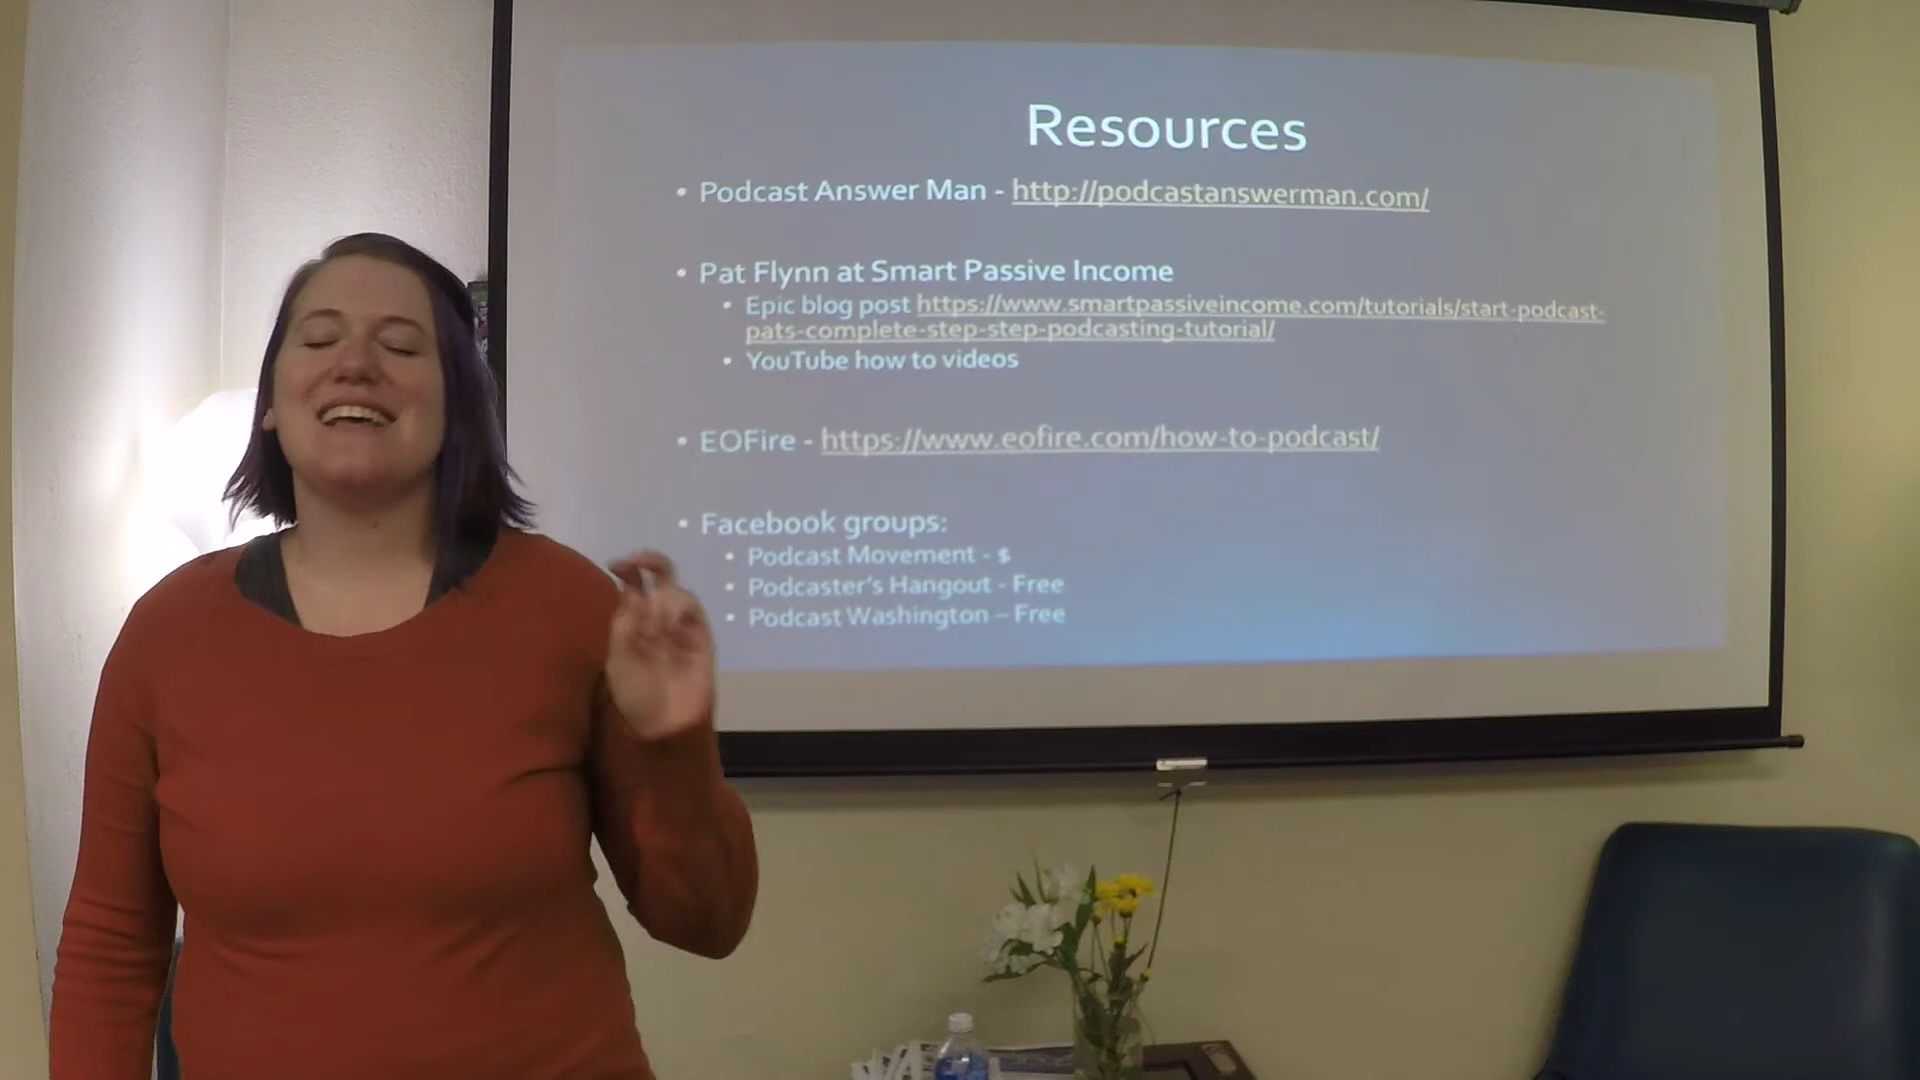 Resources
• Podcast Answer Man - http://podcastanswerman.com/
• Pat Flynn at Smart Passive Income
• Epic blog post https://www.smartpassiveincome.com/tutorials/start-podcast-
pats-complete-step-step-podcasting-tutorial/
• YouTube how to videos
• EOFire - https://www.eofire.com/how-to-podcast/
• Facebook groups:
• Podcast Movement - $
• Podcaster's Hangout - Free
• Podcast Washington – Free